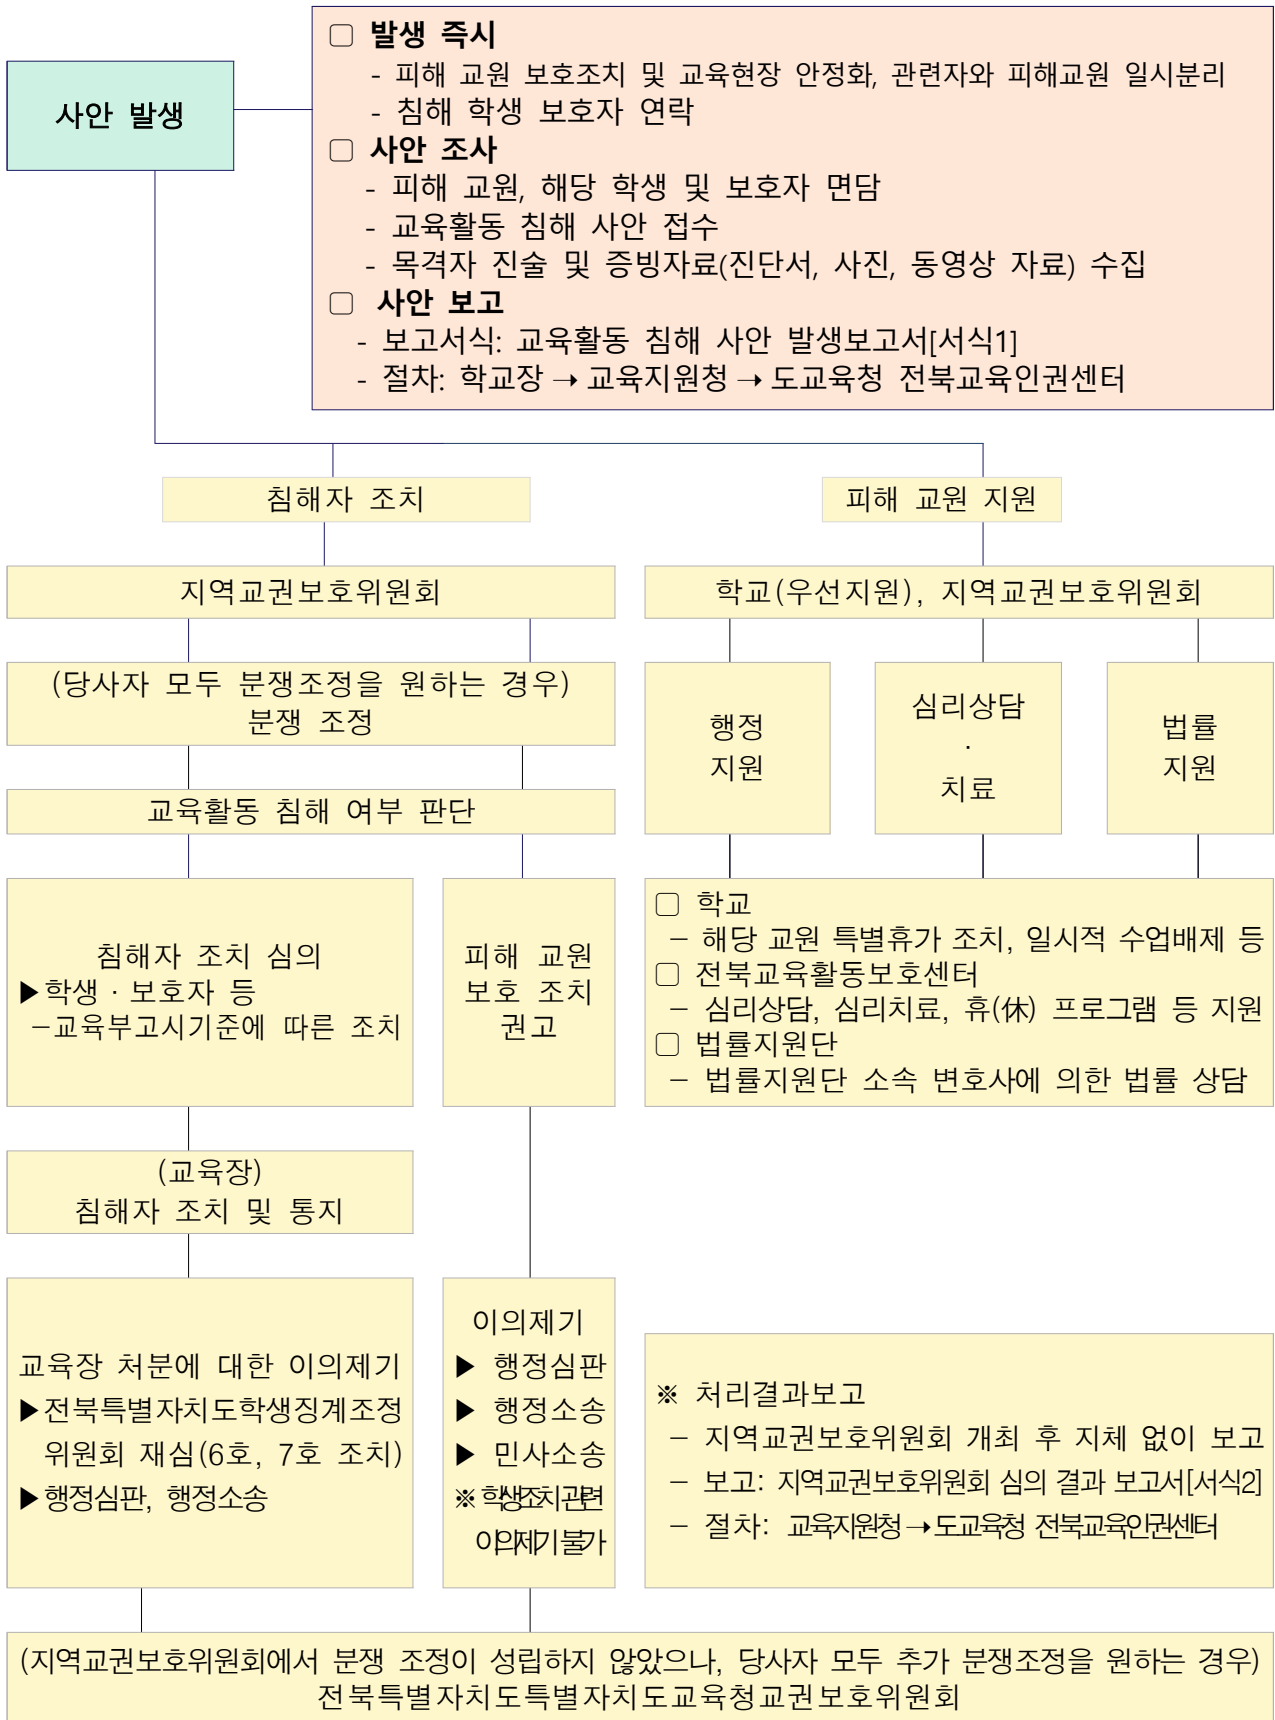 사안 발생
▢ 발생 즉시
- 피해 교원 보호조치 및 교육현장 안정화, 관련자와 피해교원 일시분리
- 침해 학생 보호자 연락
▢ 사안 조사
- 피해 교원, 해당 학생 및 보호자 면담
- 교육활동 침해 사안 접수
- 목격자 진술 및 증빙자료(진단서, 사진, 동영상 자료) 수집
▢ 사안 보고
- 보고서식: 교육활동 침해 사안 발생보고서[서식1]
- 절차: 학교장 → 교육지원청 → 도교육청 전북교육인권센터
침해자 조치
피해 교원 지원
지역교권보호위원회
학교(우선지원), 지역교권보호위원회
(당사자 모두 분쟁조정을 원하는 경우)
분쟁 조정
행정
지원
심리상담
·
치료
법률
지원
교육활동 침해 여부 판단
침해자 조치 심의
▶학생 · 보호자 등
－교육부고시기준에 따른 조치
피해 교원
보호 조치
권고
▢ 학교
－ 해당 교원 특별휴가 조치, 일시적 수업배제 등
▢ 전북교육활동보호센터
－ 심리상담, 심리치료, 휴(休) 프로그램 등 지원
▢ 법률지원단
－ 법률지원단 소속 변호사에 의한 법률 상담
(교육장)
침해자 조치 및 통지
교육장 처분에 대한 이의제기
▶전북특별자치도학생징계조정
위원회 재심(6호, 7호 조치)
▶행정심판, 행정소송
이의제기
▶ 행정심판
▶ 행정소송
▶ 민사소송
※학생조치관련
이의제기불가
※ 처리결과보고
－ 지역교권보호위원회 개최 후 지체 없이 보고
－ 보고: 지역교권보호위원회 심의 결과 보고서[서식2]
－ 절차: 교육지원청→도교육청 전북교육인권센터
(지역교권보호위원회에서 분쟁 조정이 성립하지 않았으나, 당사자 모두 추가 분쟁조정을 원하는 경우)
전북특별자치도특별자치도교육청교권보호위원회